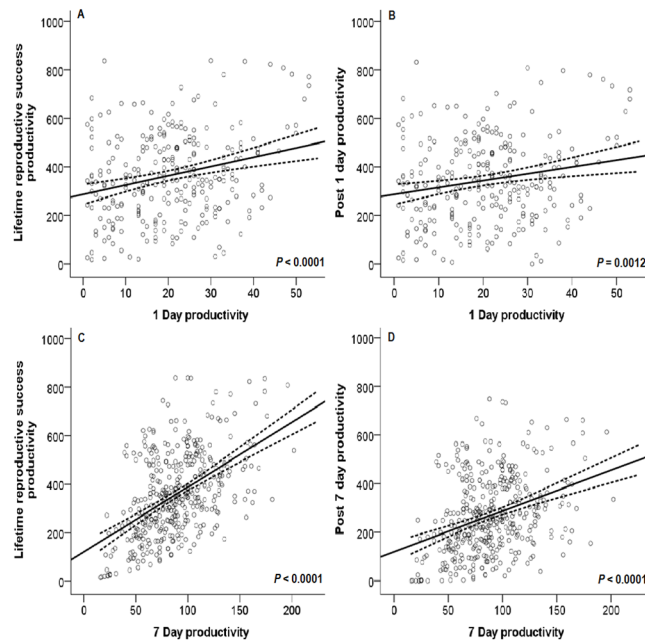 A
1000
800
600
400
200
0
Lifetime reproductive success
productivity
P < 0.0001
0 10 20 30 40 50
1 Day productivity
B
1000
800
600
400
200
0
Post 1 day productivity
P = 0.0012
0 10 20 30 40 50
1 Day productivity
C
1000
800
600
400
200
0
Lifetime reproductive success
productivity
P < 0.0001
0 50 100 150 200
7 Day productivity
D
1000
800
600
400
200
0
Post 7 day productivity
P < 0.0001
0 50 100 150 200
7 Day productivity